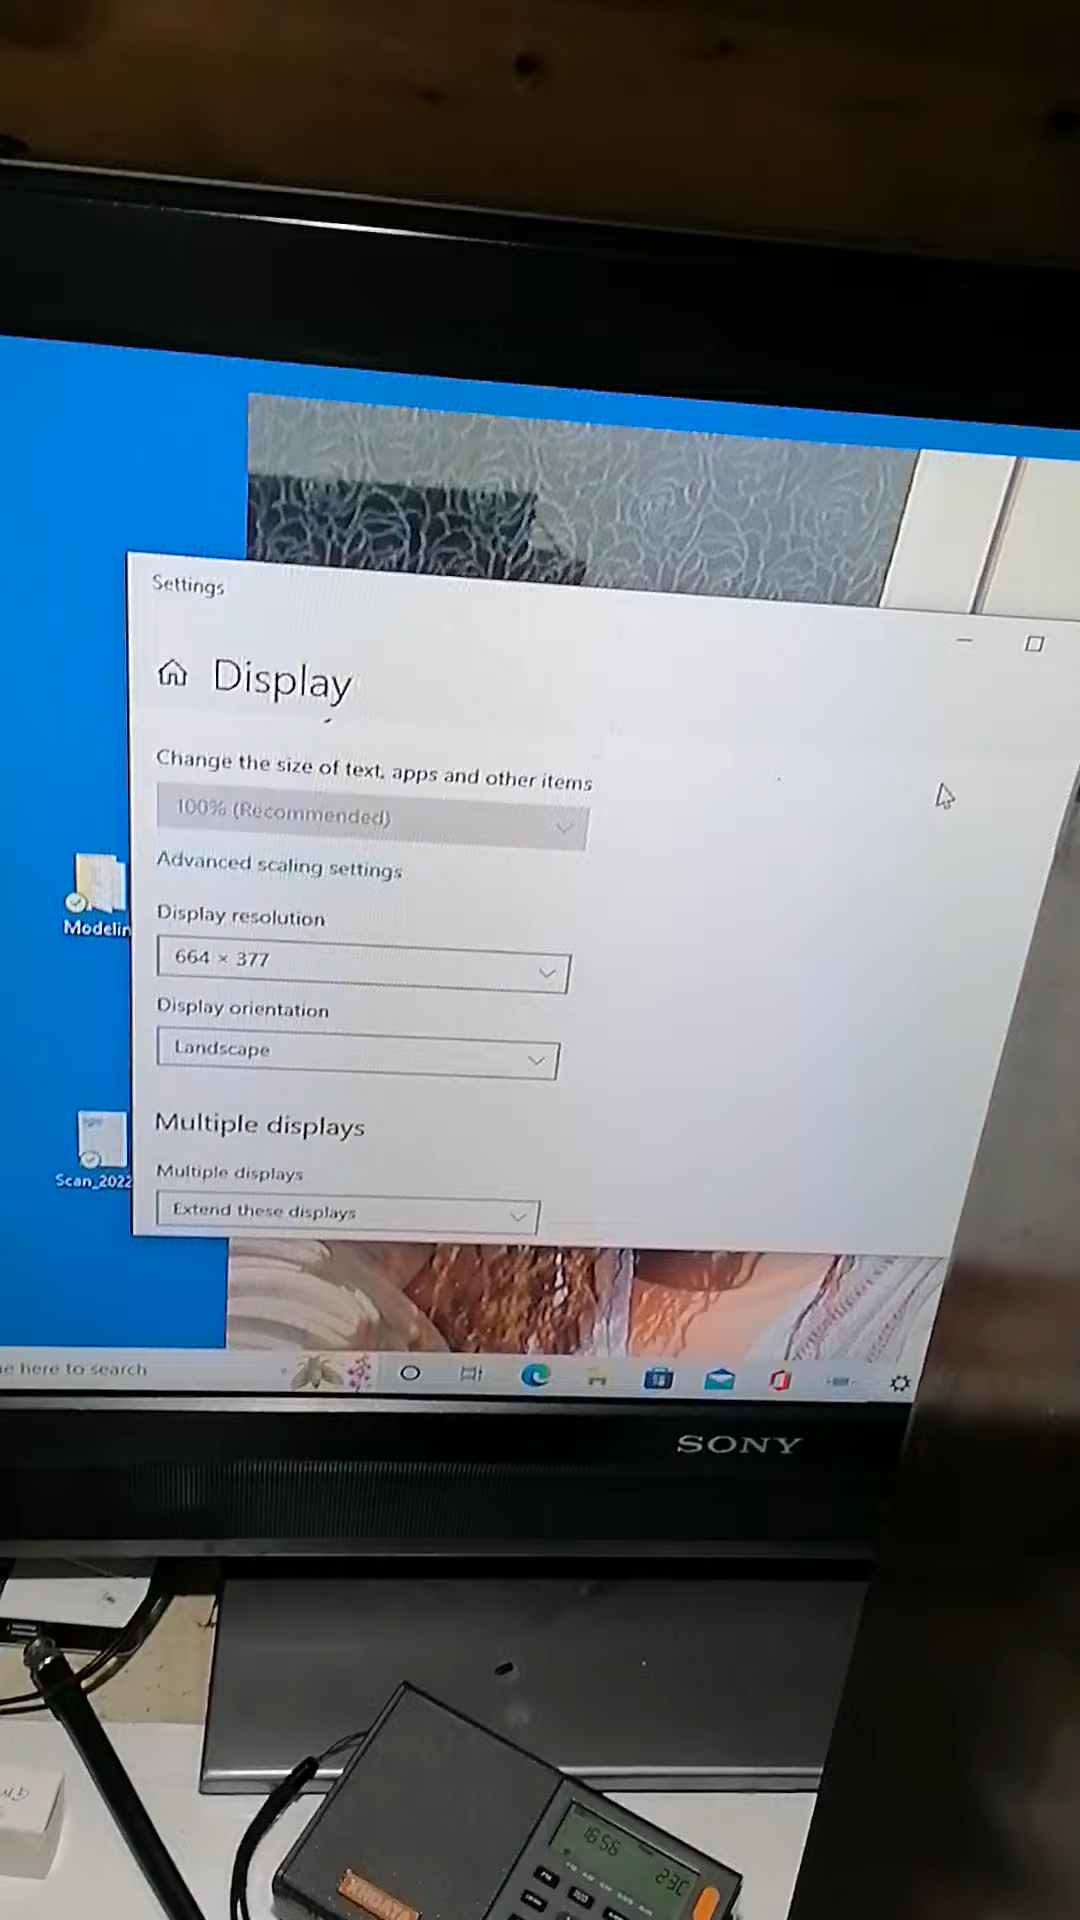 Settings
Display
Change the size of text, apps and other items
100% (Recommended)
Advanced scaling settings
Display resolution
664 × 377
Display orientation
Landscape
Multiple displays
Multiple displays
Extend these displays
Modelin
Scan_2022
e here to search
SONY
1656
23C
XHDATA